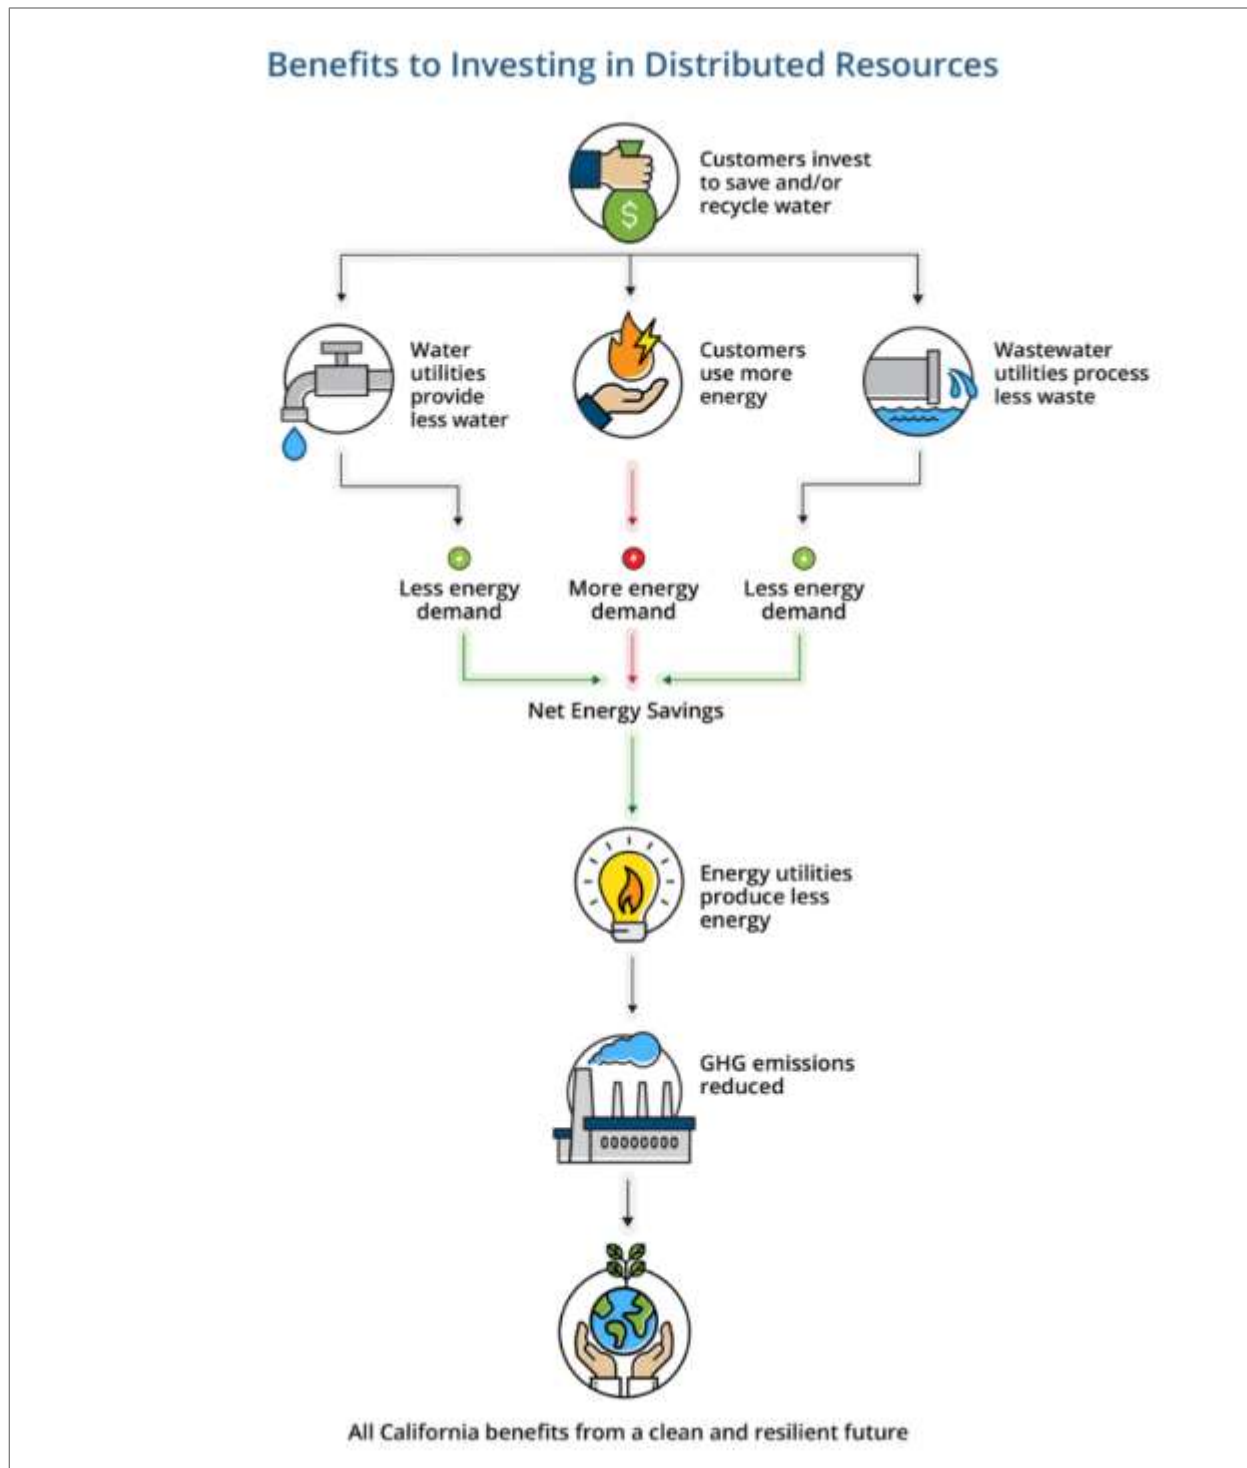 Benefits to Investing in Distributed Resources
Customers invest
to save and/or
recycle water
$
Water
utilities
provide
less water
Customers
use more
energy
Wastewater
utilities process
less waste
Less energy
demand
More energy
demand
Less energy
demand
Net Energy Savings
Energy utilities
produce less
energy
GHG emissions
reduced
All California benefits from a clean and resilient future